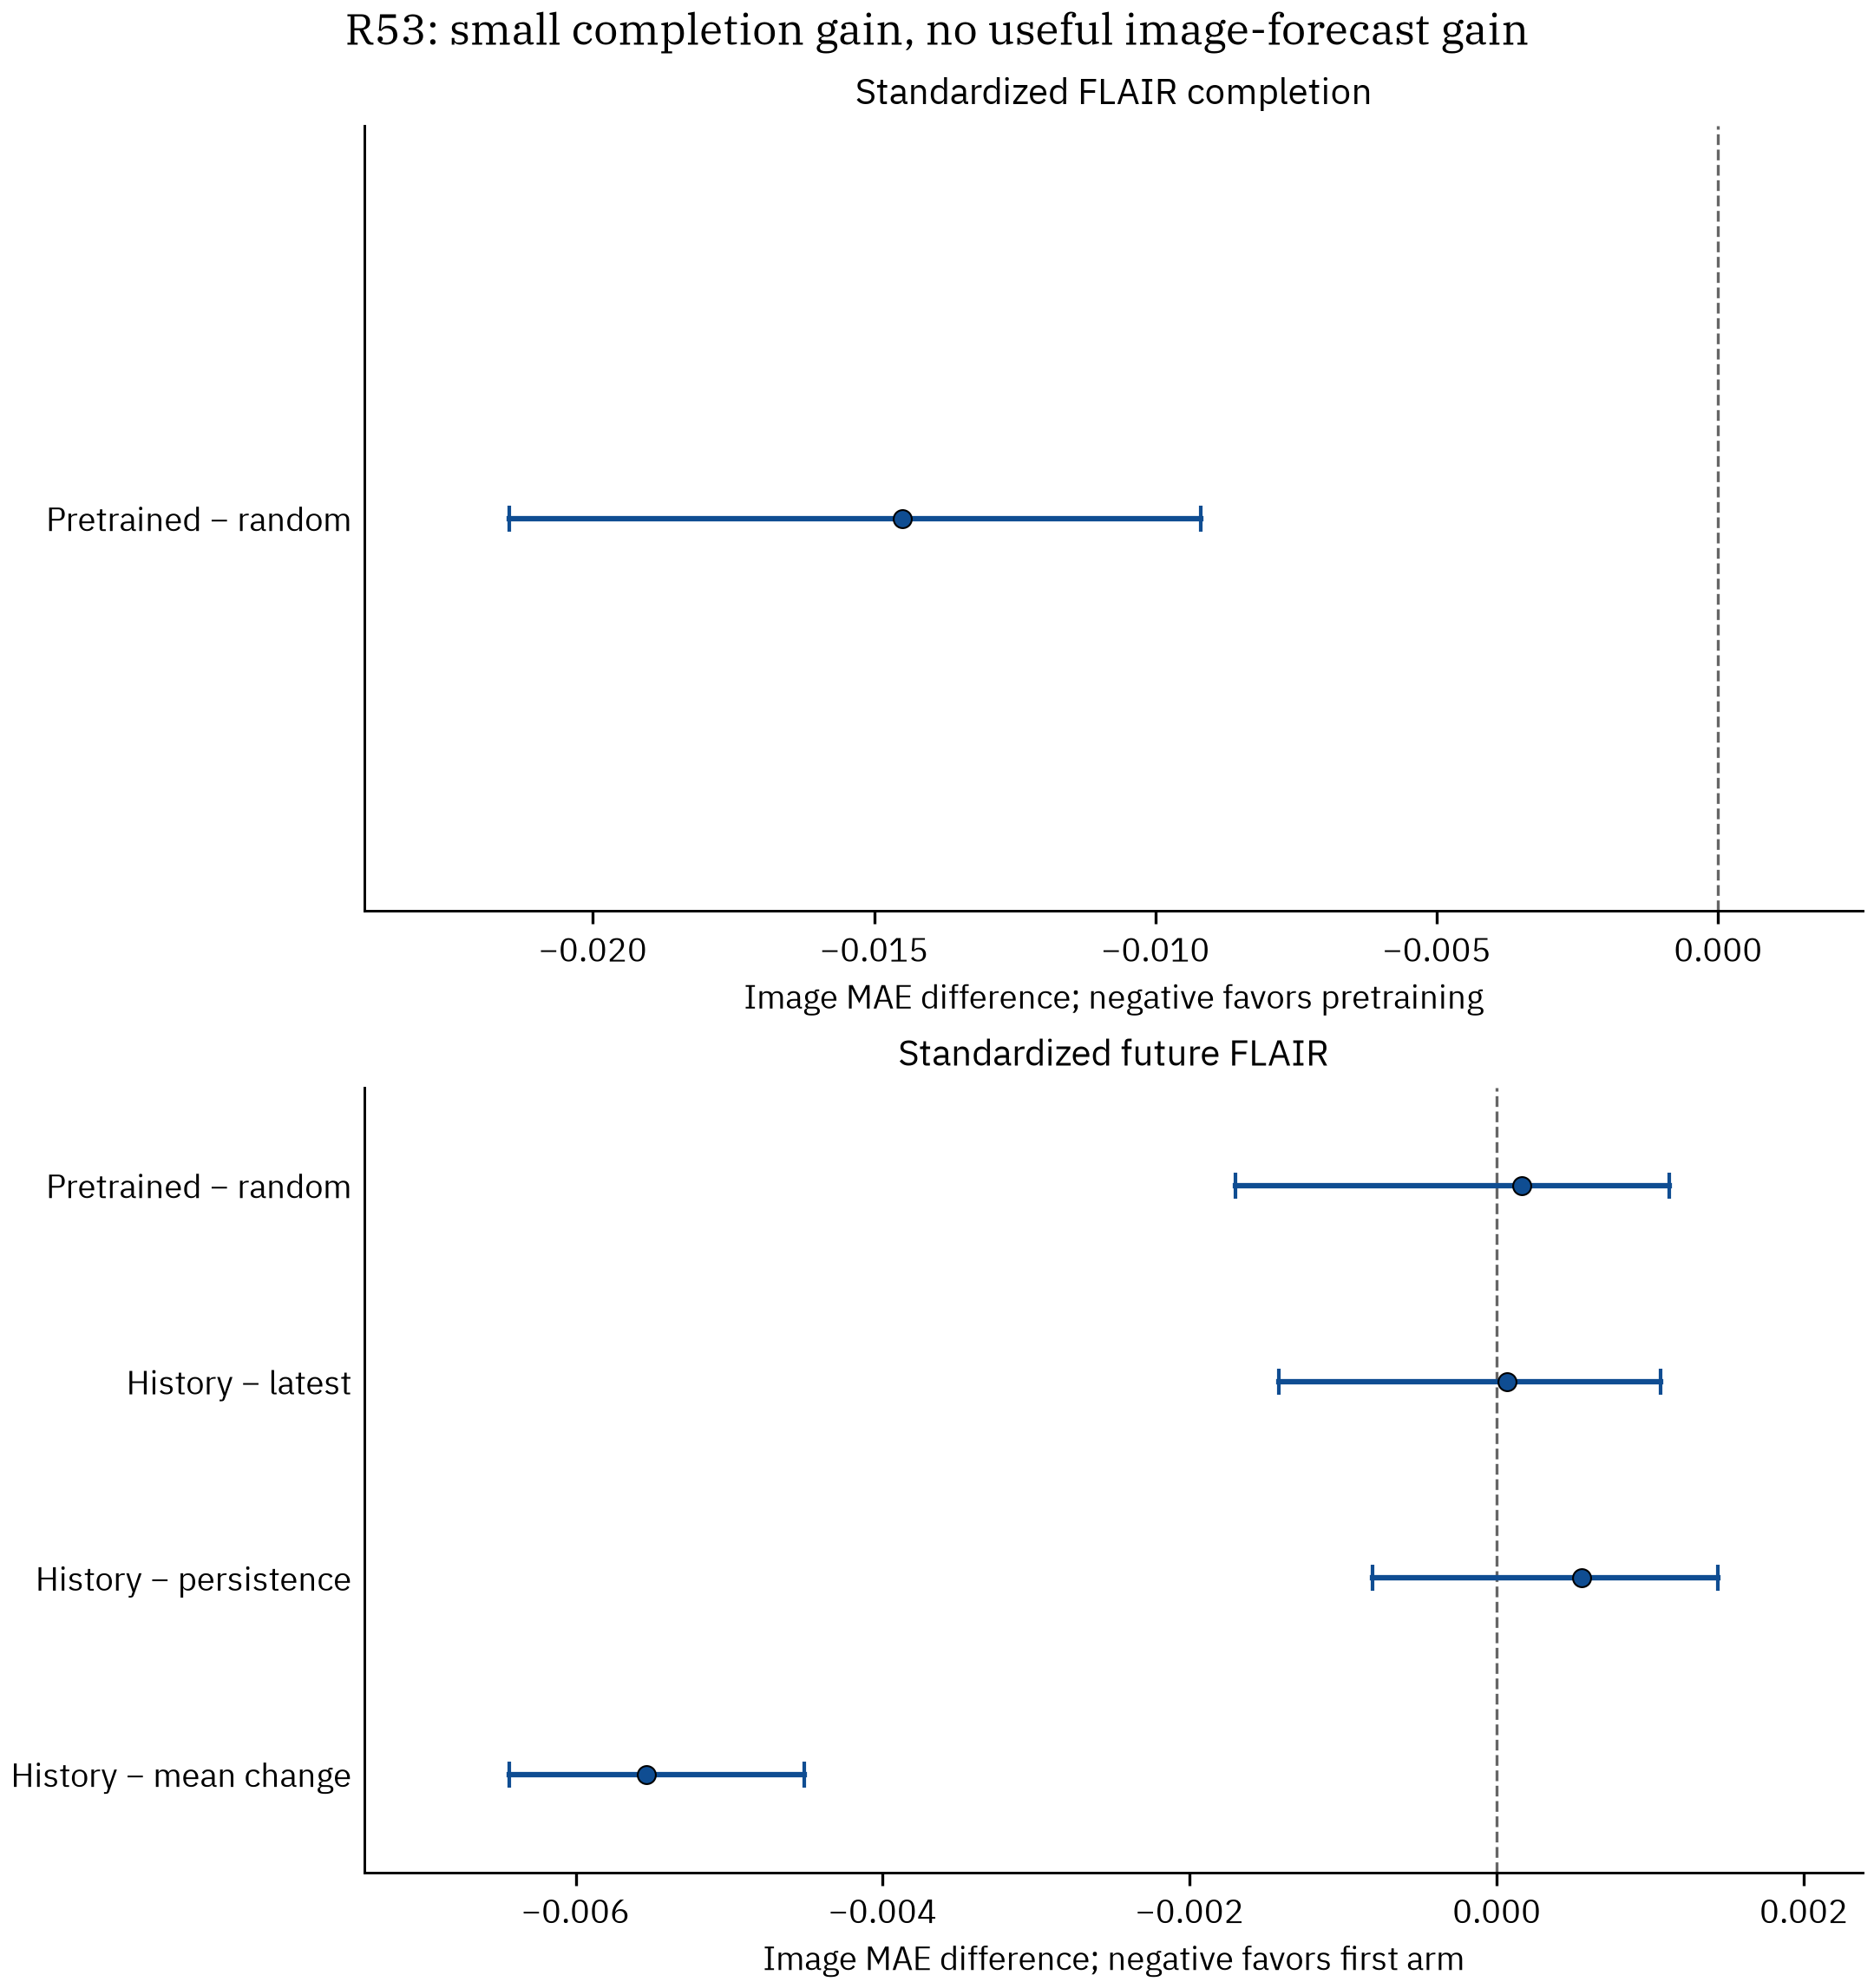 R53: small completion gain, no useful image-forecast gain
Standardized FLAIR completion
Pretrained – random
−0.020 −0.015 −0.010 −0.005 0.000
Image MAE difference; negative favors pretraining
Standardized future FLAIR
Pretrained – random
History – latest
History – persistence
History – mean change
−0.006 −0.004 −0.002 0.000 0.002
Image MAE difference; negative favors first arm